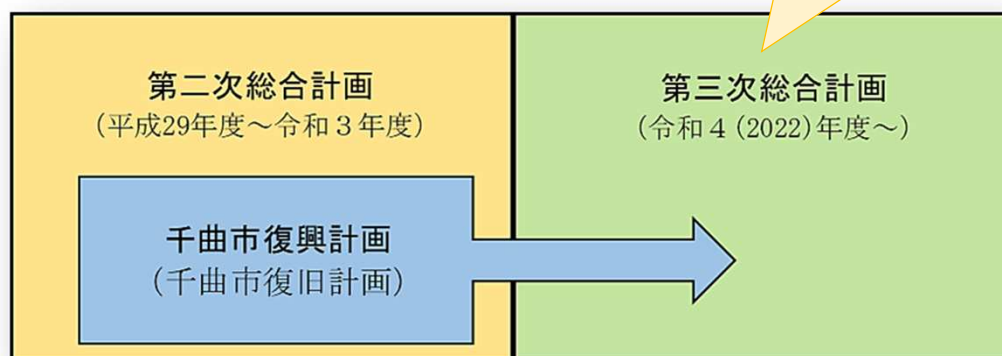 第二次総合計画
（平成29年度～令和３年度）
千曲市復興計画
（千曲市復旧計画）
第三次総合計画
（令和４(2022)年度～）